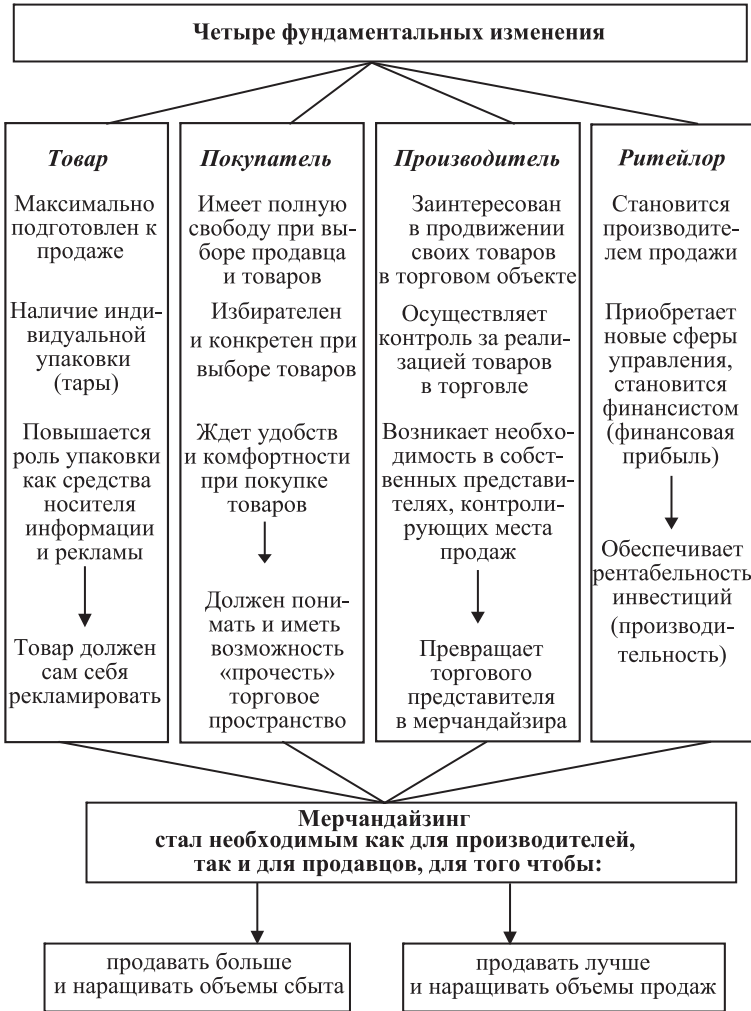 Четыре фундаментальных изменения
Товар
Максимально
подготовлен к
продаже
Наличие инди-
видуальной
упаковки
(тары)
Повышается
роль упаковки
как средства
носителя
информации
и рекламы
Товар должен
сам себя
рекламировать
Покупатель
Имеет полную
свободу при вы-
боре продавца
и товаров
Избирателен
и конкретен при
выборе товаров
Ждет удобств
и комфортности
при покупке
товаров
Должен пони-
мать и иметь
возможность
«прочесть»
торговое
пространство
Производитель
Заинтересован
в продвижении
своих товаров
в торговом объекте
Осуществляет
контроль за реали-
зацией товаров
в торговле
Возникает необхо-
димость в собст-
венных представи-
телях, контроли-
рующих места
продаж
Превращает
торгового
представителя
в мерчандайзира
Ритейлор
Становится
производите-
лем продажи
Приобретает
новые сферы
управления,
становится
финансистом
(финансовая
прибыль)
Обеспечивает
рентабельность
инвестиций
(производи-
тельность)
Мерчандайзинг
стал необходимым как для производителей,
так и для продавцов, для того чтобы:
продавать больше
и наращивать объемы сбыта
продавать лучше
и наращивать объемы продаж